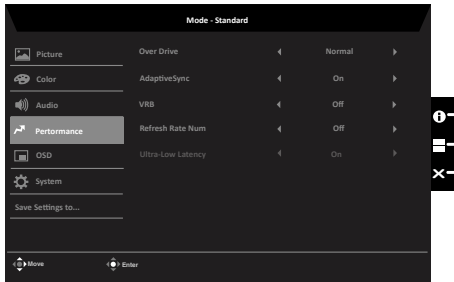 Mode - Standard
Picture
Over Drive Normal
Color
AdaptiveSync On
Audio
VRB Off
Pertormance
Refresh Rate Num Off
OSD
Ultra-Low Latency On
System
Save Settings to...
Move Enter